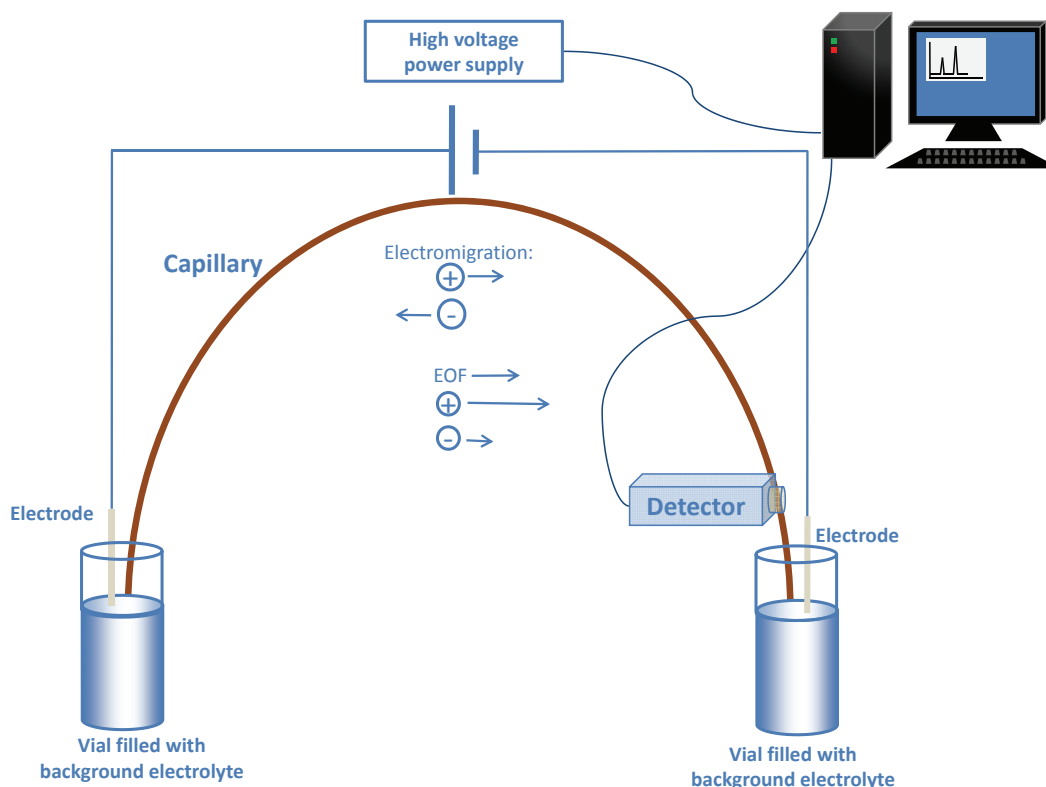 High voltage
power supply
Capillary
Electromigration:
+
-
EOF
+
-
Detector
Electrode
Electrode
Vial filled with
background electrolyte
Vial filled with
background electrolyte